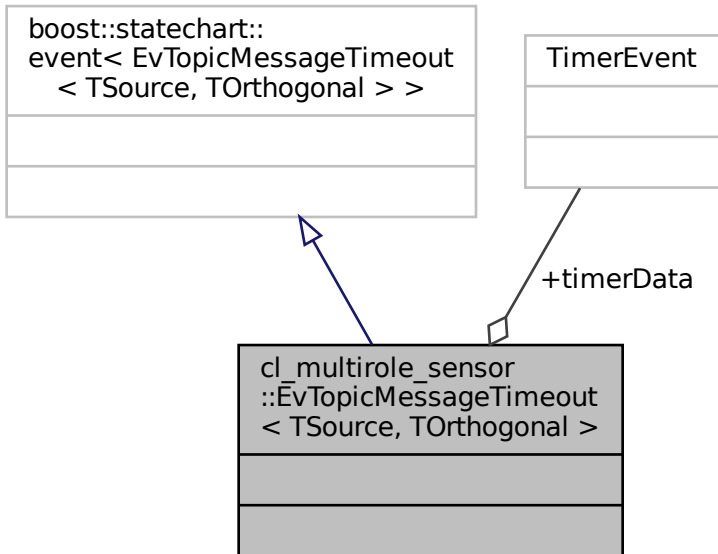 boost::statechart::
event< EvTopicMessageTimeout
< TSource, TOrthogonal > >
TimerEvent
+timerData
cl_multirole_sensor
::EvTopicMessageTimeout
< TSource, TOrthogonal >